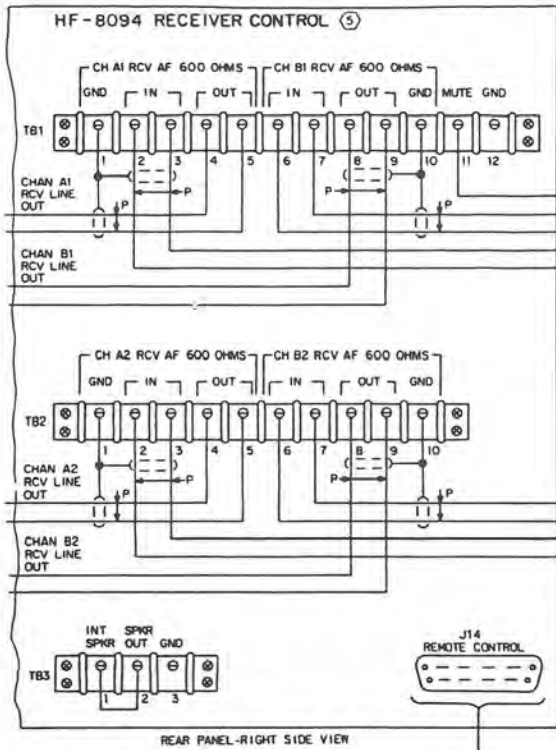 HF-8094 RECEIVER CONTROL 5
CH A1 RCV AF 600 OHMS CH B1 RCV AF 600 OHMS
GND IN OUT IN OUT GND MUTE GND
TB1
1 2 3 4 5 6 7 8 9 10 11 12
P P
CHAN A1
RCV LINE
OUT
P P
CHAN B1
RCV LINE
OUT
CH A2 RCV AF 600 OHMS CH B2 RCV AF 600 OHMS
GND IN OUT IN OUT GND
TB2
1 2 3 4 5 6 7 8 9 10
P P
CHAN A2
RCV LINE
OUT
P P
CHAN B2
RCV LINE
OUT
INT SPKR
SPKR OUT GND
TB3
1 2 3
J14
REMOTE CONTROL
REAR PANEL-RIGHT SIDE VIEW